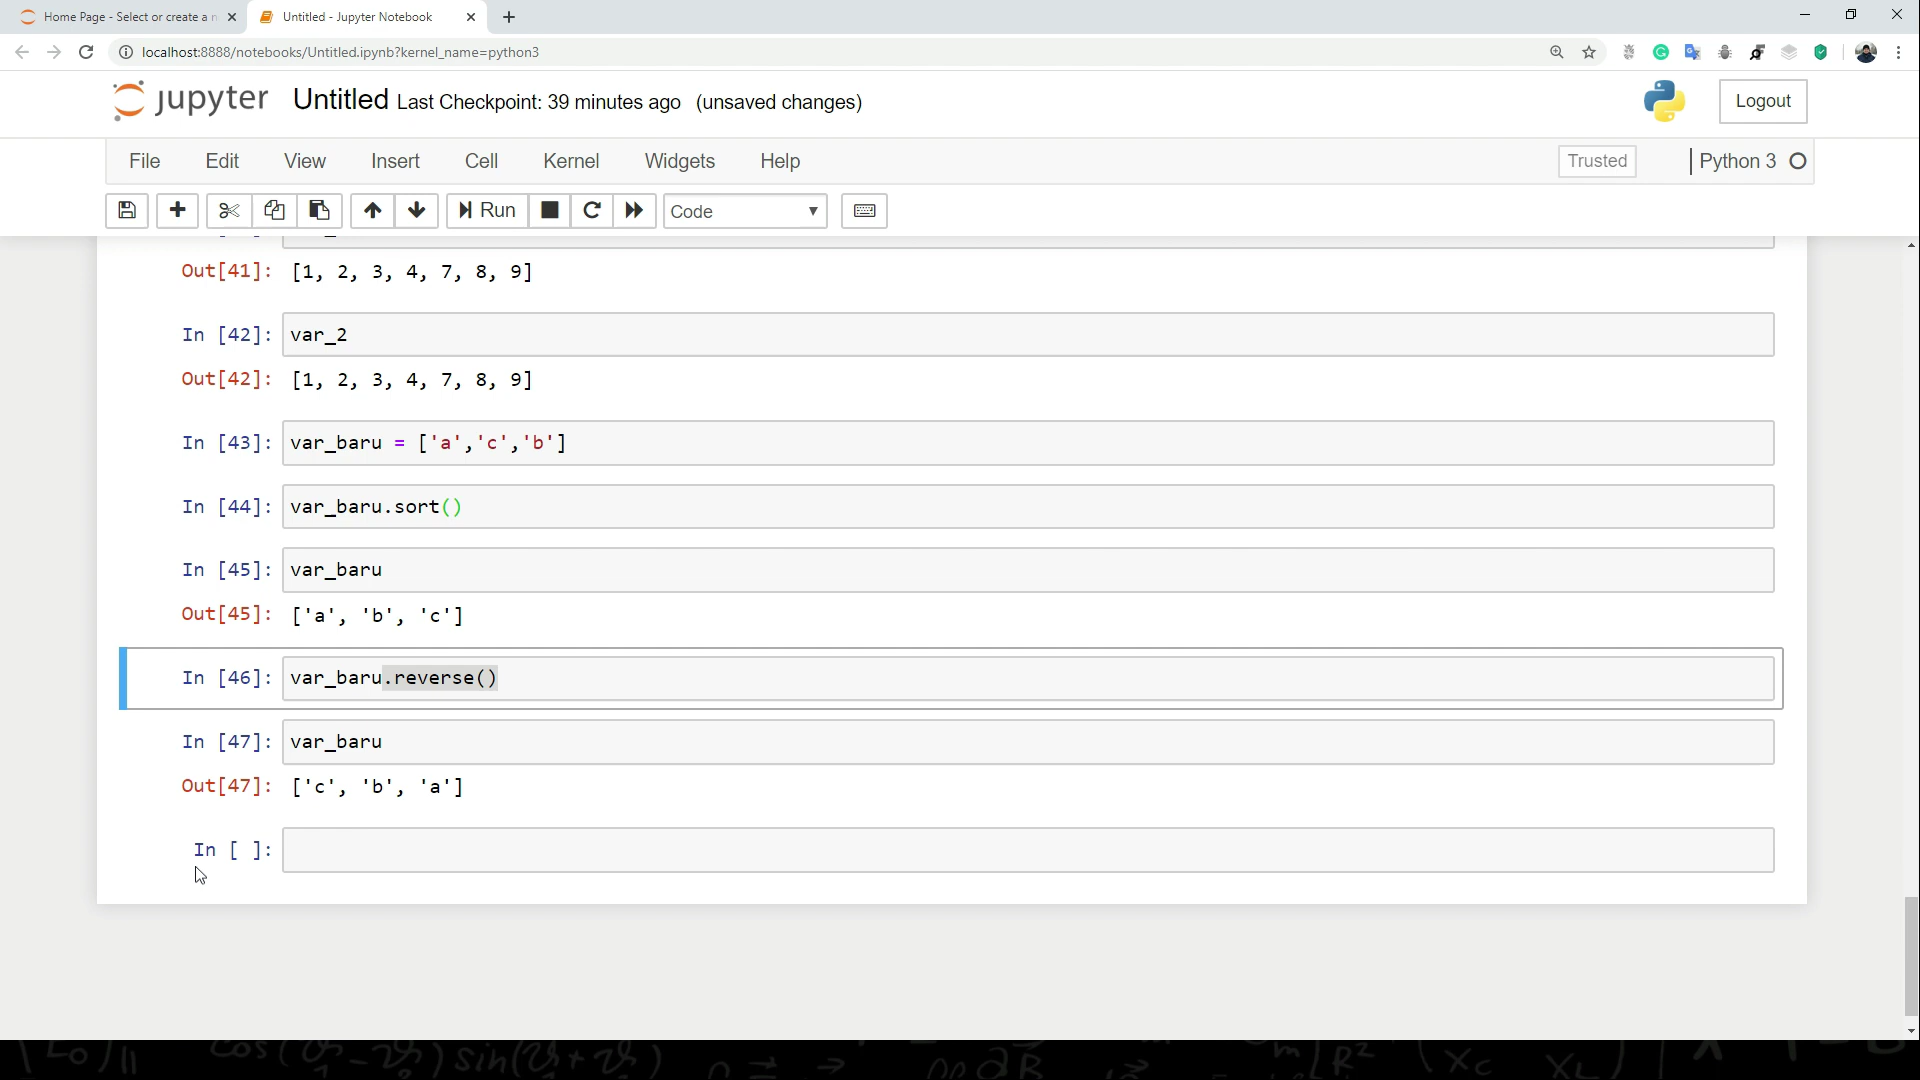 Home Page - Select or create a n
Untitled - Jupyter Notebook
localhost:8888/notebooks/Untitled.ipynb?kernel_name=python3
jupyter Untitled Last Checkpoint: 39 minutes ago (unsaved changes)
Logout
File Edit View Insert Cell Kernel Widgets Help
Trusted
Python 3
Run
Code
Out[41]: [1, 2, 3, 4, 7, 8, 9]
In [42]: var_2
Out[42]: [1, 2, 3, 4, 7, 8, 9]
In [43]: var_baru = ['a','c','b']
In [44]: var_baru.sort()
In [45]: var_baru
Out[45]: ['a', 'b', 'c']
In [46]: var_baru.reverse()
In [47]: var_baru
Out[47]: ['c', 'b', 'a']
In [ ]: